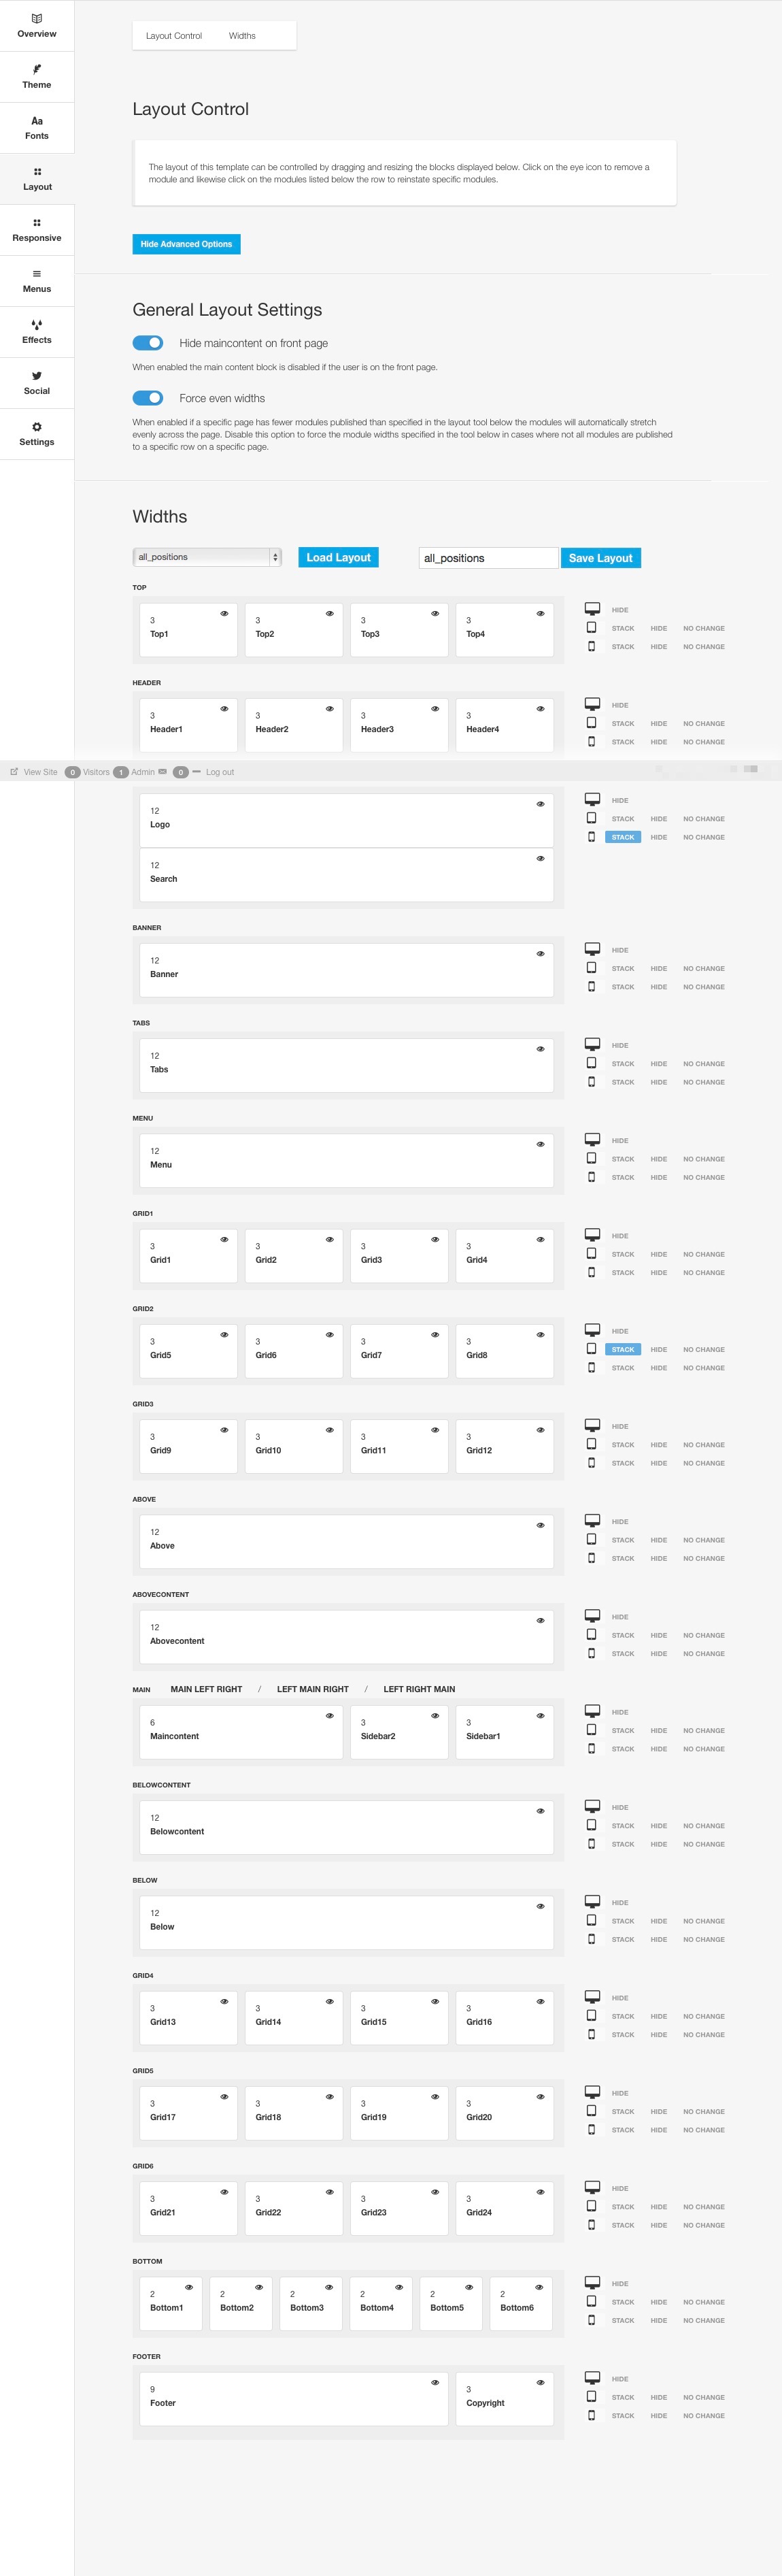 Overview
Theme
Aa
Fonts
Layout
Responsive
Menus
Effects
Social
Settings
Layout Control Widths
Layout Control
The layout of this template can be controlled by dragging and resizing the blocks displayed below. Click on the eye icon to remove a
module and likewise click on the modules listed below the row to reinstate specific modules.
Hide Advanced Options
General Layout Settings
Hide maincontent on front page
When enabled the main content block is disabled if the user is on the front page.
Force even widths
When enabled if a specific page has fewer modules published than specified in the layout tool below the modules will automatically stretch
evenly across the page. Disable this option to force the module widths specified in the tool below in cases where not all modules are published
to a specific row on a specific page.
Widths
all_positions Load Layout all_positions Save Layout
TOP
3 3 3 3
Top1 Top2 Top3 Top4
HIDE
STACK HIDE NO CHANGE
STACK HIDE NO CHANGE
HEADER
3 3 3 3
Header1 Header2 Header3 Header4
HIDE
STACK HIDE NO CHANGE
STACK HIDE NO CHANGE
View Site 0 Visitors 1 Admin 0 Log out
12
Logo
12
Search
HIDE
STACK HIDE NO CHANGE
STACK HIDE NO CHANGE
BANNER
12
Banner
HIDE
STACK HIDE NO CHANGE
STACK HIDE NO CHANGE
TABS
12
Tabs
HIDE
STACK HIDE NO CHANGE
STACK HIDE NO CHANGE
MENU
12
Menu
HIDE
STACK HIDE NO CHANGE
STACK HIDE NO CHANGE
GRID1
3 3 3 3
Grid1 Grid2 Grid3 Grid4
HIDE
STACK HIDE NO CHANGE
STACK HIDE NO CHANGE
GRID2
3 3 3 3
Grid5 Grid6 Grid7 Grid8
HIDE
STACK HIDE NO CHANGE
STACK HIDE NO CHANGE
GRID3
3 3 3 3
Grid9 Grid10 Grid11 Grid12
HIDE
STACK HIDE NO CHANGE
STACK HIDE NO CHANGE
ABOVE
12
Above
HIDE
STACK HIDE NO CHANGE
STACK HIDE NO CHANGE
ABOVECONTENT
12
Abovecontent
HIDE
STACK HIDE NO CHANGE
STACK HIDE NO CHANGE
MAIN MAIN LEFT RIGHT / LEFT MAIN RIGHT / LEFT RIGHT MAIN
6 3 3
Maincontent Sidebar2 Sidebar1
HIDE
STACK HIDE NO CHANGE
STACK HIDE NO CHANGE
BELOWCONTENT
12
Belowcontent
HIDE
STACK HIDE NO CHANGE
STACK HIDE NO CHANGE
BELOW
12
Below
HIDE
STACK HIDE NO CHANGE
STACK HIDE NO CHANGE
GRID4
3 3 3 3
Grid13 Grid14 Grid15 Grid16
HIDE
STACK HIDE NO CHANGE
STACK HIDE NO CHANGE
GRID5
3 3 3 3
Grid17 Grid18 Grid19 Grid20
HIDE
STACK HIDE NO CHANGE
STACK HIDE NO CHANGE
GRID6
3 3 3 3
Grid21 Grid22 Grid23 Grid24
HIDE
STACK HIDE NO CHANGE
STACK HIDE NO CHANGE
BOTTOM
2 2 2 2 2 2
Bottom1 Bottom2 Bottom3 Bottom4 Bottom5 Bottom6
HIDE
STACK HIDE NO CHANGE
STACK HIDE NO CHANGE
FOOTER
9 3
Footer Copyright
HIDE
STACK HIDE NO CHANGE
STACK HIDE NO CHANGE